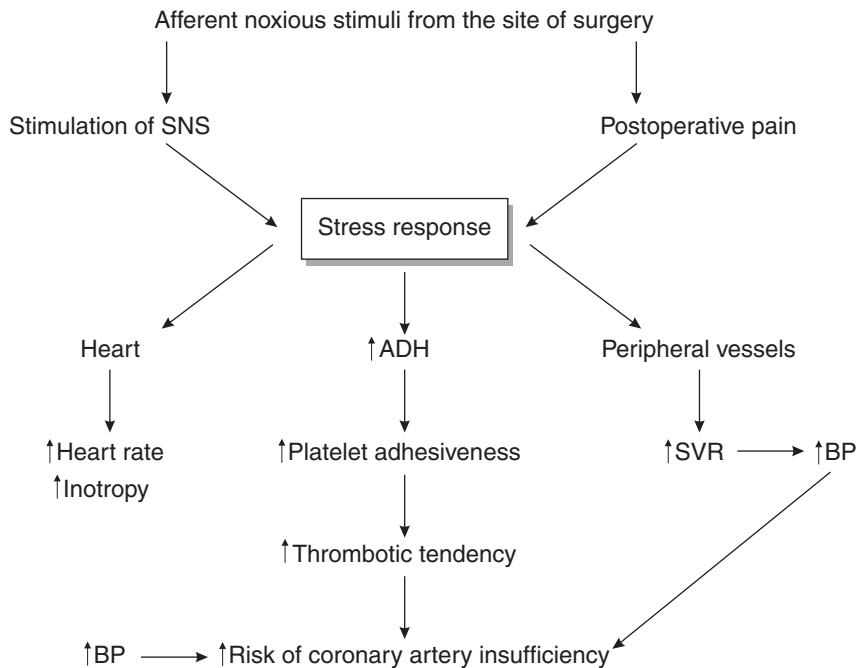 Afferent noxious stimuli from the site of surgery
Stimulation of SNS
Postoperative pain
Stress response
Heart
↑ADH
Peripheral vessels
↑Heart rate
↑Inotropy
↑Platelet adhesiveness
↑SVR
↑BP
↑Thrombotic tendency
↑BP
↑Risk of coronary artery insufficiency